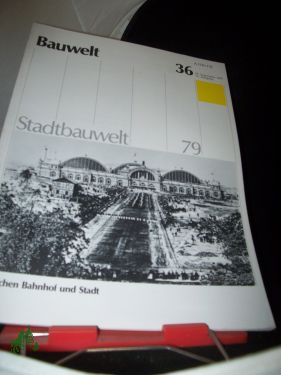 Bauwelt
36
Stadtbauwelt
79
chen Bahnhof und Stadt